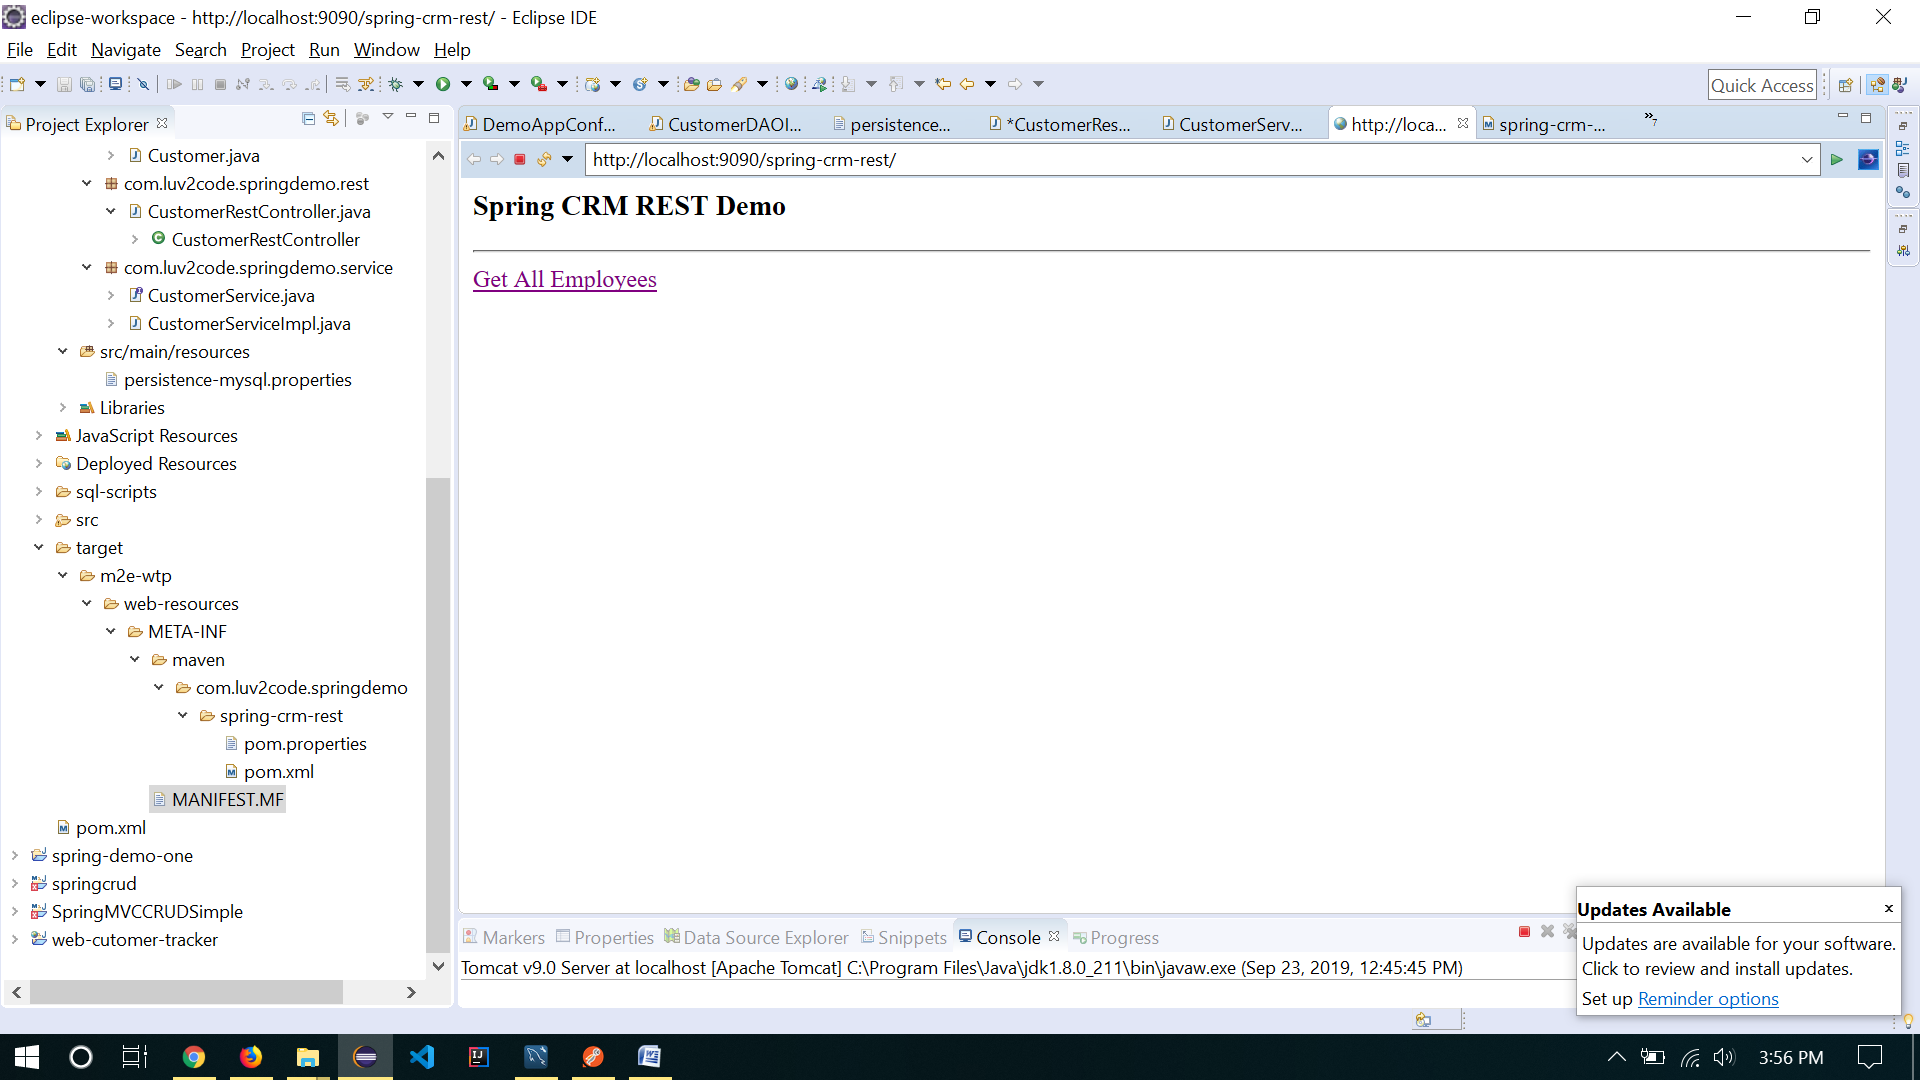 eclipse-workspace - http://localhost:9090/spring-crm-rest/ - Eclipse IDE
File Edit Navigate Search Project Run Window Help
Quick Access
Project Explorer
Customer.java
com.luv2code.springdemo.rest
CustomerRestController.java
CustomerRestController
com.luv2code.springdemo.service
CustomerService.java
CustomerServiceImpl.java
src/main/resources
persistence-mysql.properties
Libraries
JavaScript Resources
Deployed Resources
sql-scripts
src
target
m2e-wtp
web-resources
META-INF
maven
com.luv2code.springdemo
spring-crm-rest
pom.properties
pom.xml
MANIFEST.MF
pom.xml
spring-demo-one
springcrud
SpringMVCCRUDSimple
web-cutomer-tracker
DemoAppConf... CustomerDAOI... persistence... *CustomerRes... CustomerServ... http://loca... spring-crm-... »7
http://localhost:9090/spring-crm-rest/
Spring CRM REST Demo
Get All Employees
Markers Properties Data Source Explorer Snippets Console Progress
Tomcat v9.0 Server at localhost [Apache Tomcat] C:\Program Files\Java\jdk1.8.0_211\bin\javaw.exe (Sep 23, 2019, 12:45:45 PM)
Updates Available
Updates are available for your software.
Click to review and install updates.
Set up Reminder options
3:56 PM